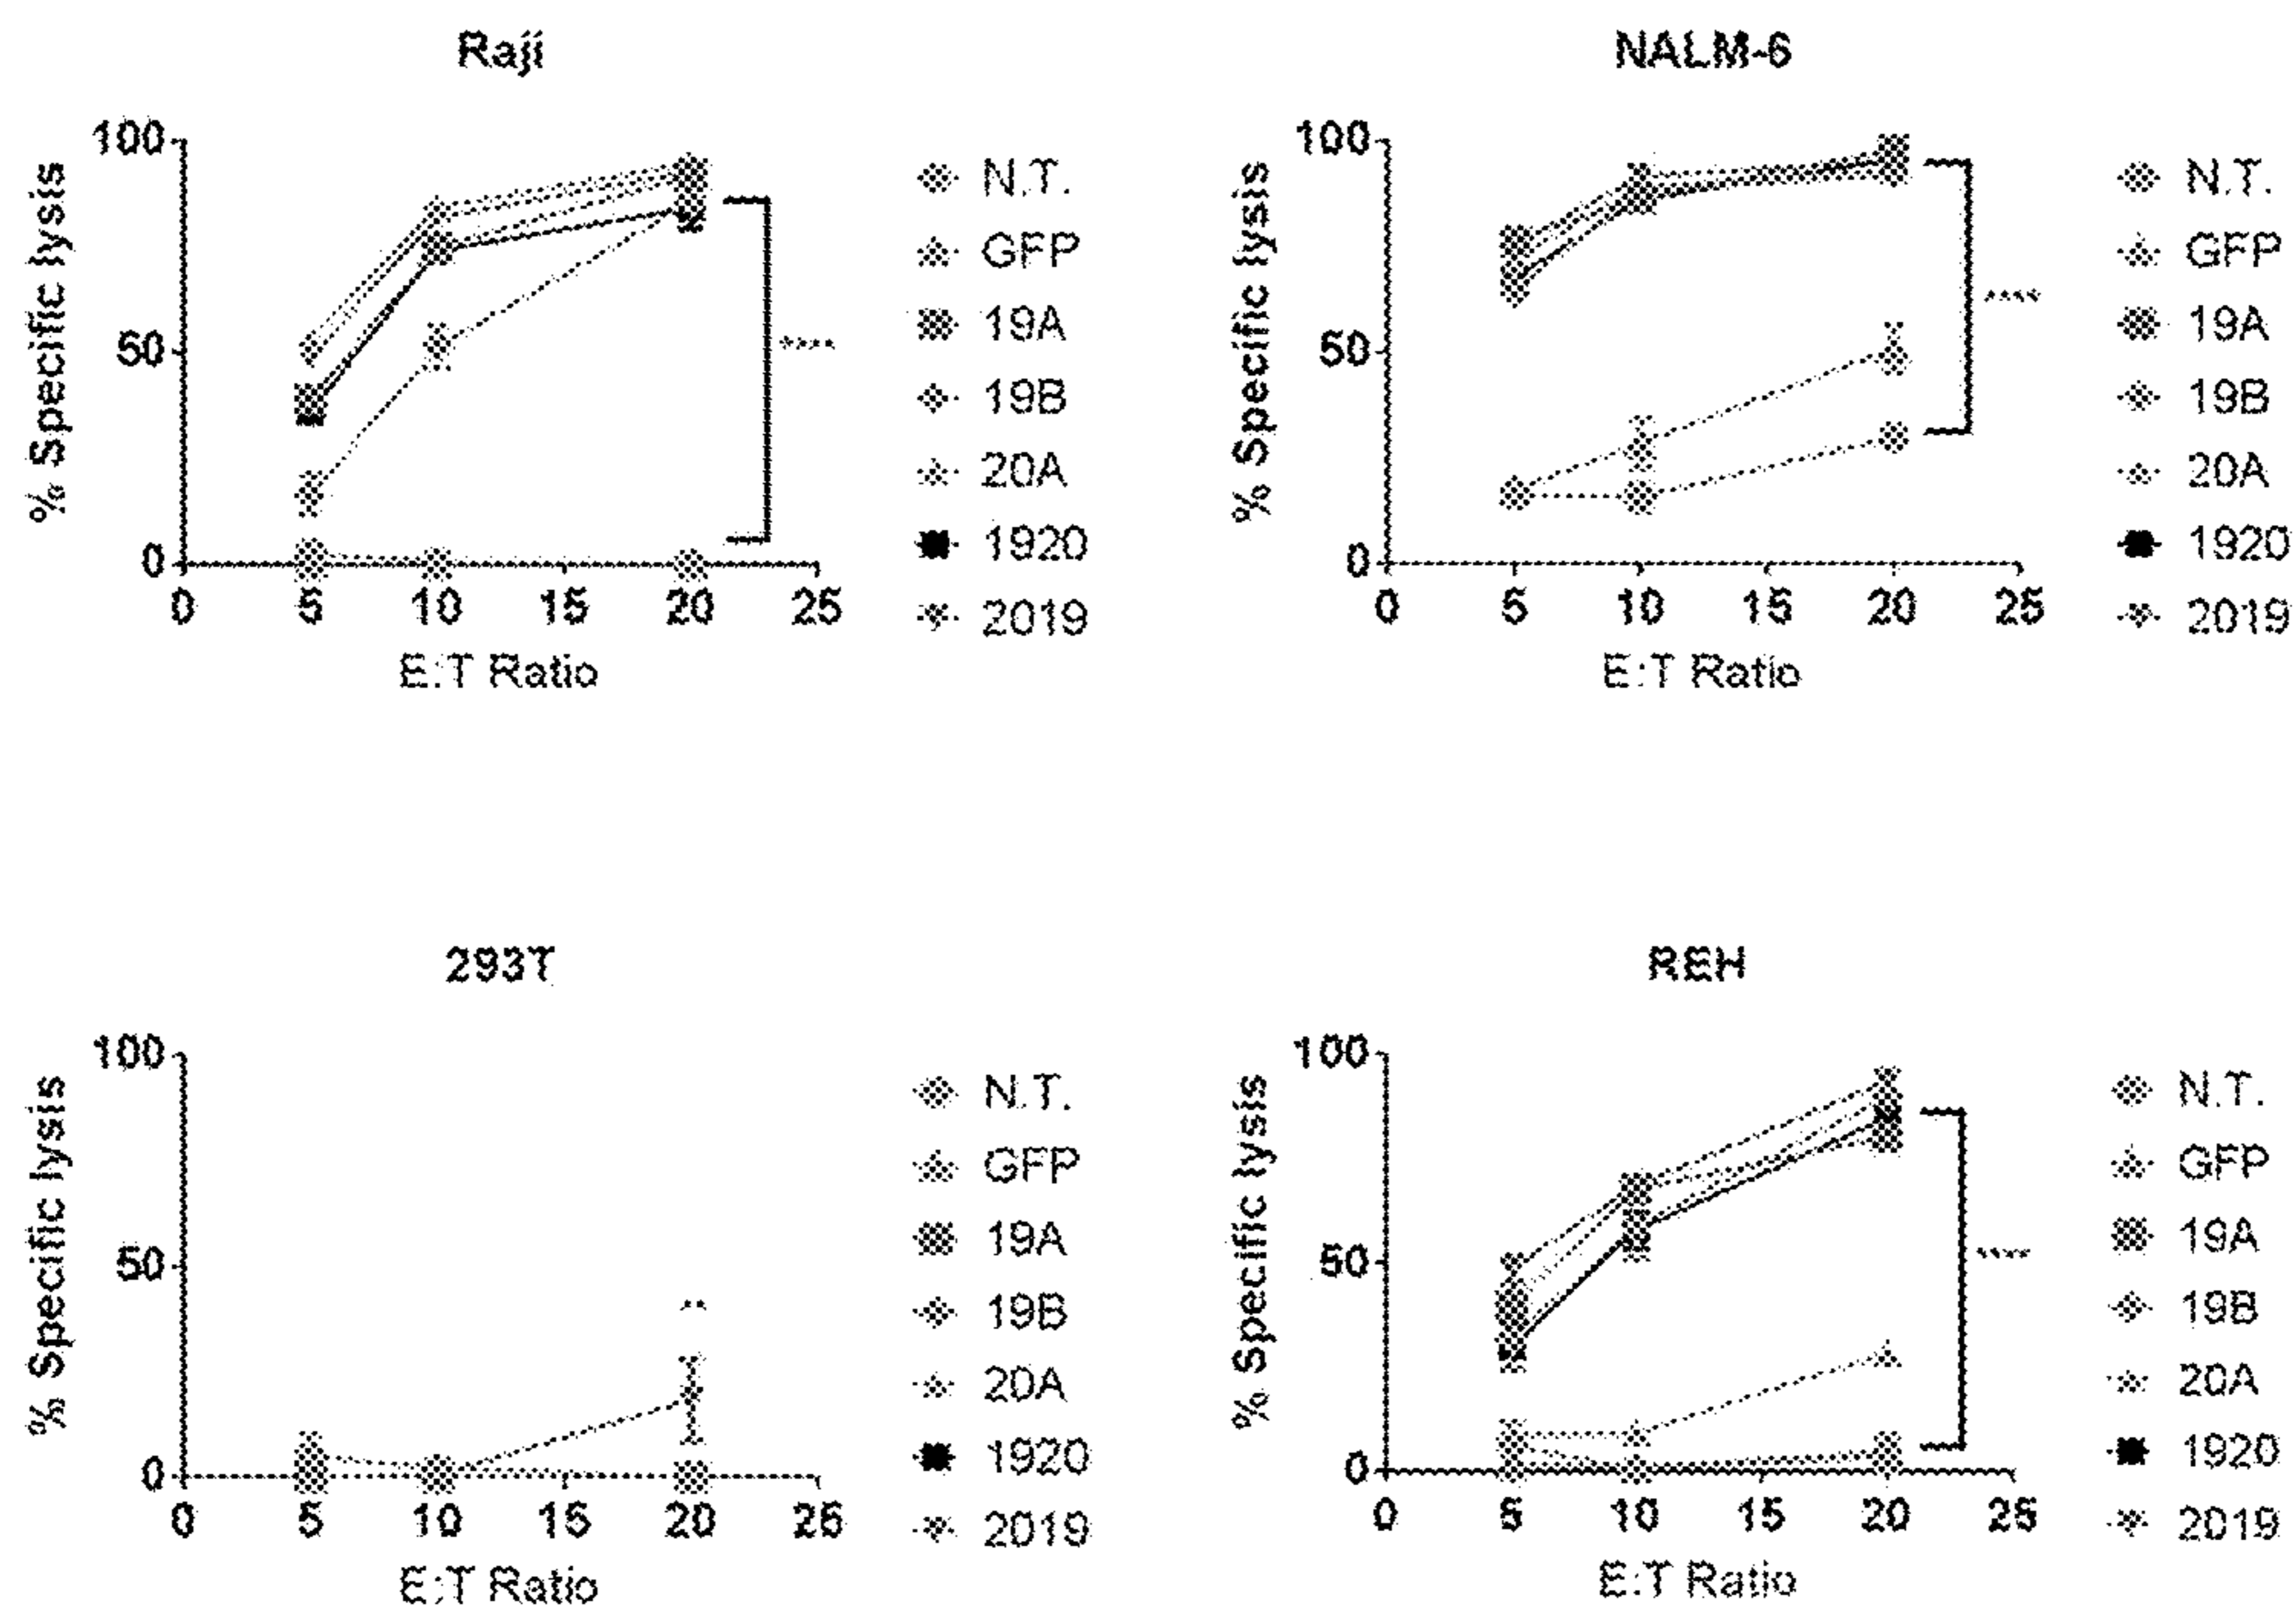 Raji
% Specific lysis
100
50
0
0 5 10 15 20 25
E:T Ratio
N.T.
GFP
19A
19B
20A
1920
2019
****
NALM-6
% Specific lysis
100
50
0
0 5 10 15 20 25
E:T Ratio
N.T.
GFP
19A
19B
20A
1920
2019
****
293T
% Specific lysis
100
50
0
0 5 10 15 20 25
E:T Ratio
N.T.
GFP
19A
19B
20A
1920
2019
REH
% Specific lysis
100
50
0
0 5 10 15 20 25
E:T Ratio
N.T.
GFP
19A
19B
20A
1920
2019
****